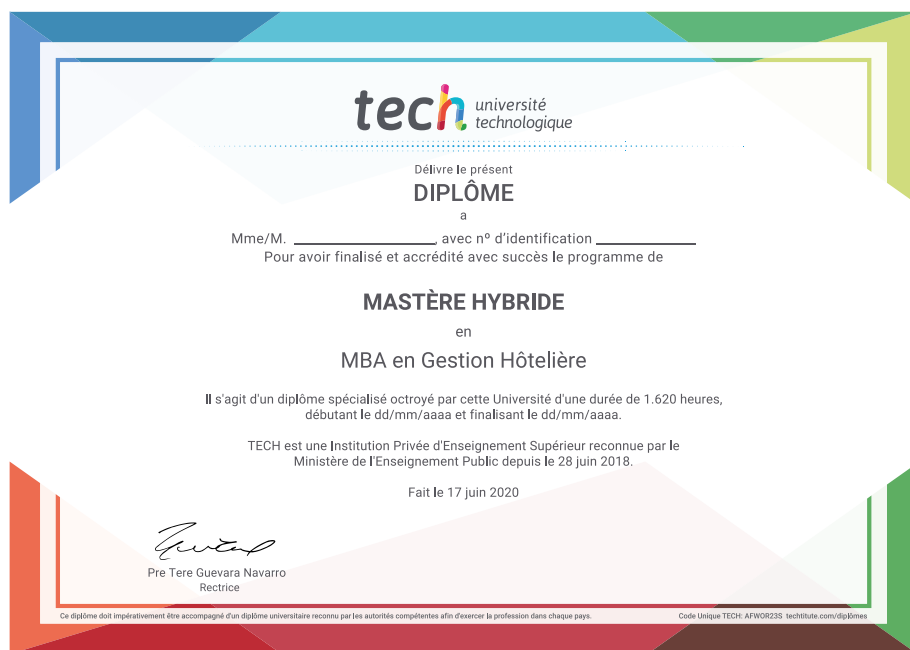 tech université
technologique
Délivre le présent
DIPLÔME
a
Mme/M. ________________, avec nº d'identification ___________
Pour avoir finalisé et accrédité avec succès le programme de
MASTÈRE HYBRIDE
en
MBA en Gestion Hôtelière
Il s'agit d'un diplôme spécialisé octroyé par cette Université d'une durée de 1.620 heures,
débutant le dd/mm/aaaa et finalisant le dd/mm/aaaa.
TECH est une Institution Privée d'Enseignement Supérieur reconnue par le
Ministère de l'Enseignement Public depuis le 28 juin 2018.
Fait le 17 juin 2020
Pre Tere Guevara Navarro
Rectrice
Ce diplôme doit impérativement être accompagné d'un diplôme universitaire reconnu par les autorités compétentes afin d'exercer la profession dans chaque pays.
Code Unique TECH: AFWOR23S techtitute.com/diplômes